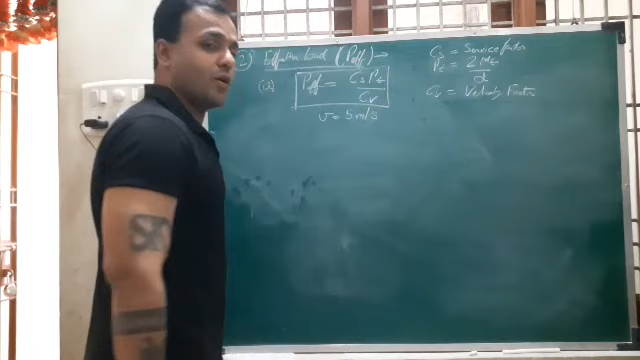 2) Effective Load (Peff) →
(a) Peff = Cs Pt / Cv
v = 5 m/s
Cs = Service factor
Pt = 2 Mt / d
Cv = Velocity Factor